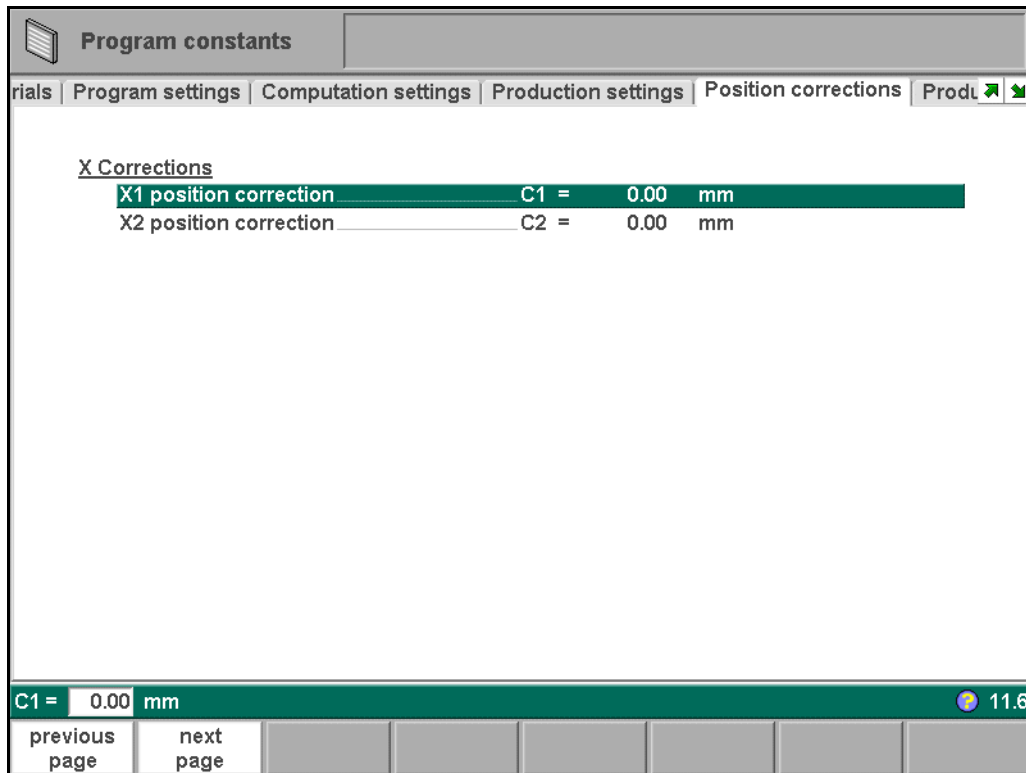 Program constants
rials | Program settings | Computation settings | Production settings | Position corrections | Produ
X Corrections
X1 position correction C1 = 0.00 mm
X2 position correction C2 = 0.00 mm
C1 = 0.00 mm ? 11.6
previous page next page